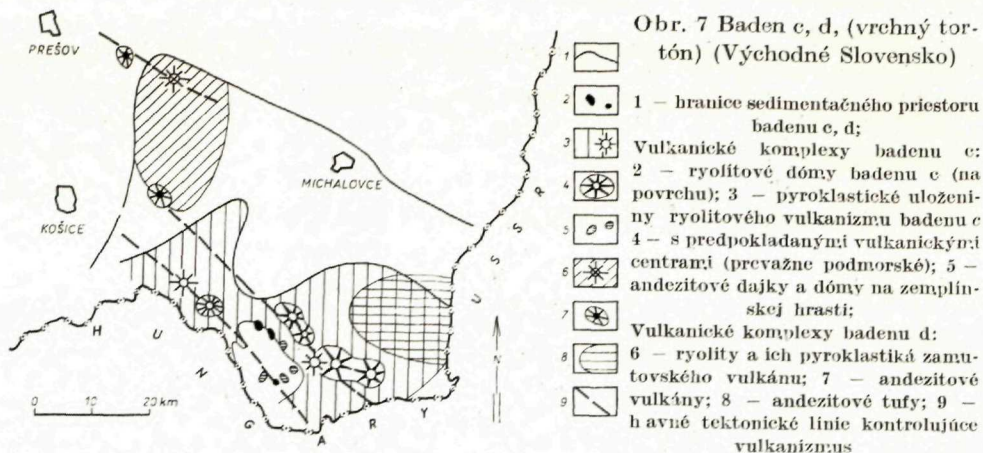 PREŠOV
KOŠICE
MICHALOVCE
H U N G A R Y
U S S R
N
0 10 20 km
1
2
3
4
5
6
7
8
9
Obr. 7 Baden c, d, (vrchný tor-
tón) (Východné Slovensko)
1 — hranice sedimentačného priestoru
badenu c, d;
Vulkanické komplexy badenu c:
2 — ryolitové dómy badenu c (na
povrchu); 3 — pyroklastické uloženi-
ny ryolitového vulkanizmu badenu c
4 — s predpokladanými vulkanickými
centrami (prevažne podmorské); 5 —
andezitové dajky a dómy na zemplín-
skej hrasti;
Vulkanické komplexy badenu d:
6 — ryolity a ich pyroklastiká zamu-
tovského vulkánu; 7 — andezitové
vulkány; 8 — andezitové tufy; 9 —
h avné tektonické línie kontrolujúce
vulkanizmus